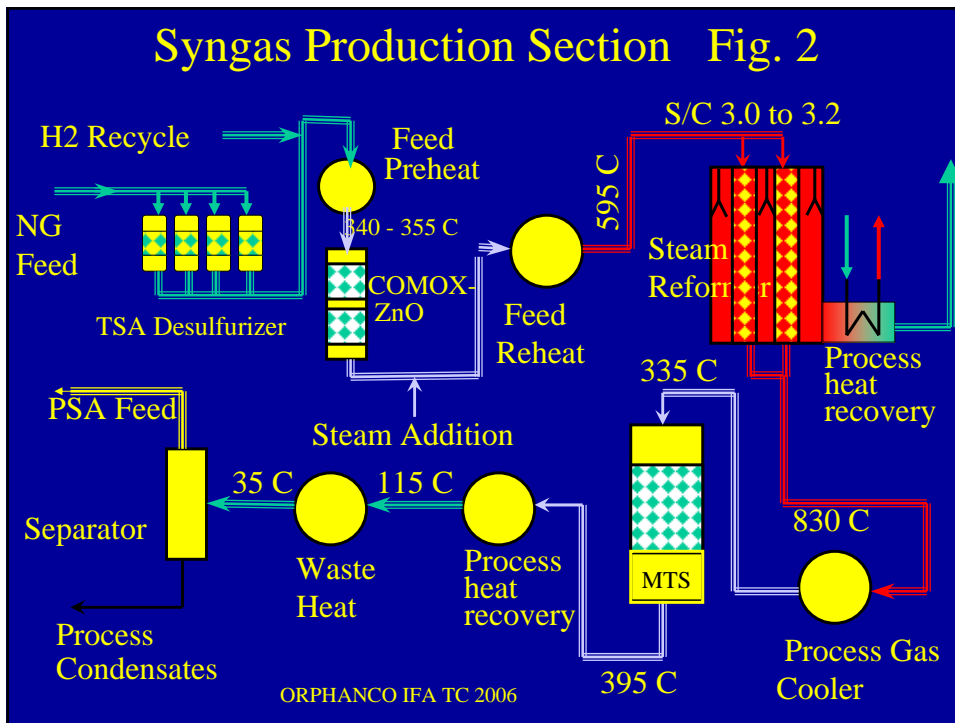 Syngas Production Section   Fig. 2
S/C 3.0 to 3.2
H2 Recycle
Feed
Preheat
595 C
NG
Feed
340 - 355 C
Steam
Reformer
COMOX-
ZnO
TSA Desulfurizer
Feed
Reheat
Process
heat
recovery
335 C
PSA Feed
Steam Addition
35 C
115 C
Separator
830 C
Waste
Heat
Process
heat
recovery
MTS
Process
Condensates
395 C
Process Gas
Cooler
ORPHANCO IFA TC 2006